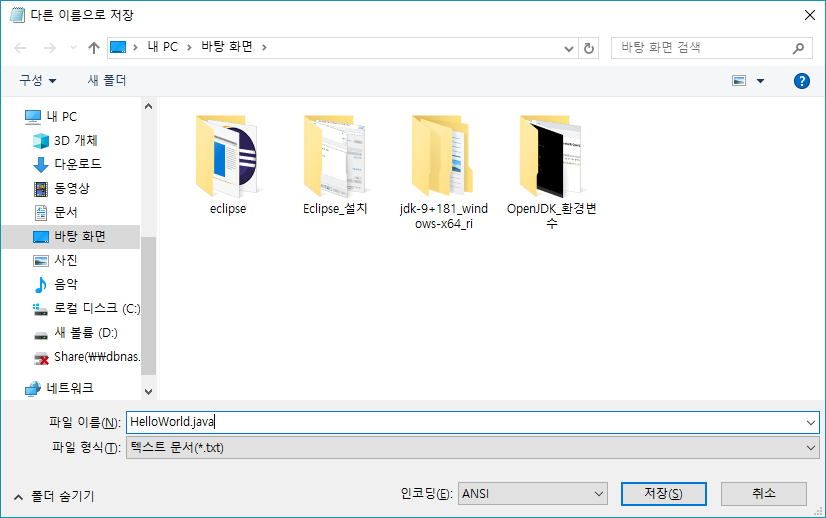 다른 이름으로 저장
내 PC
바탕 화면
바탕 화면 검색
구성
새 폴더
내 PC
3D 개체
다운로드
동영상
문서
바탕 화면
사진
음악
로컬 디스크 (C:)
새 볼륨 (D:)
Share(₩₩dbnas.
네트워크
eclipse
Eclipse_설치
jdk-9+181_wind
ows-x64_ri
OpenJDK_환경변
수
파일 이름(N):
HelloWorld.java
파일 형식(T):
텍스트 문서(*.txt)
폴더 숨기기
인코딩(E):
ANSI
저장(S)
취소